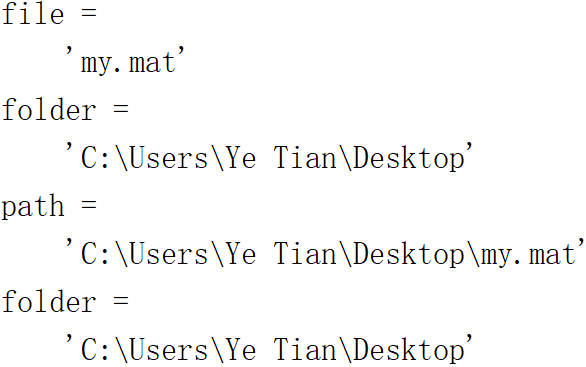 file =
'my.mat'
folder =
'C:\Users\Ye Tian\Desktop'
path =
'C:\Users\Ye Tian\Desktop\my.mat'
folder =
'C:\Users\Ye Tian\Desktop'